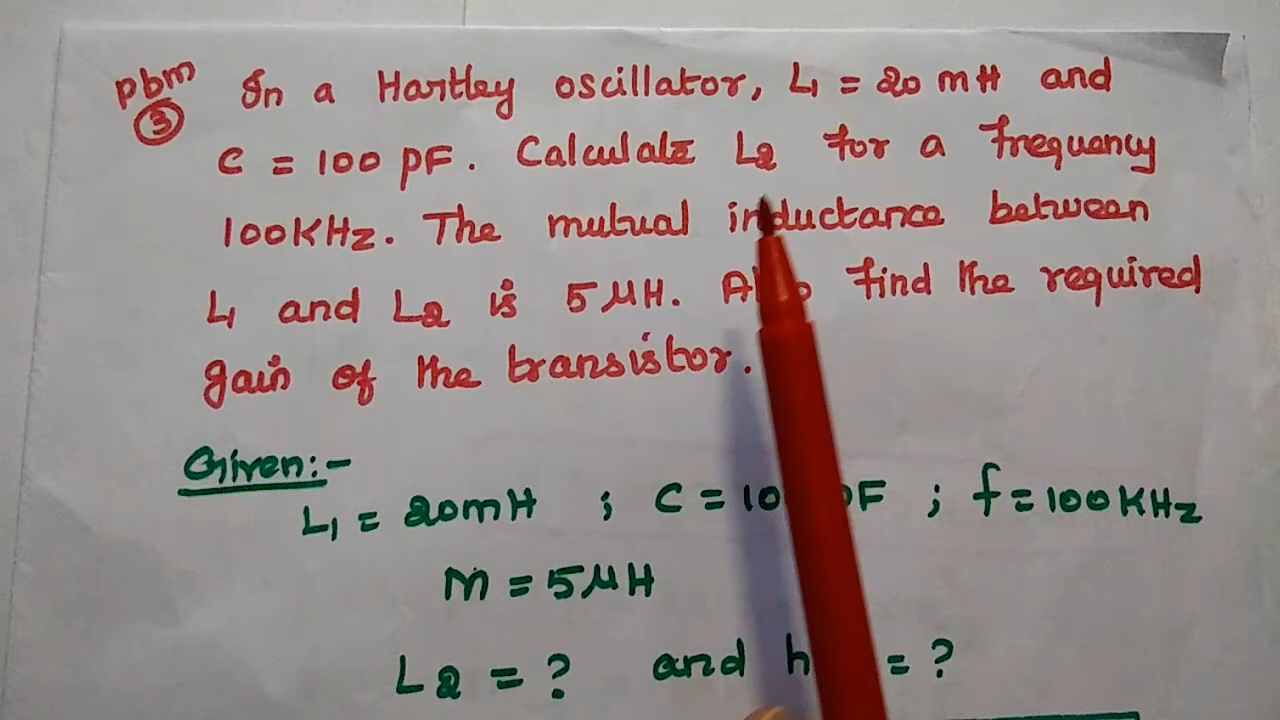 Pbm
③ In a Hartley oscillator, L1 = 20 mH and
C = 100 PF. Calculate L2 for a frequency
100KHz. The mutual inductance between
L1 and L2 is 5 μH. find the required
gain of the transistor.
Given:-
L1 = 20mH ; C = ; f = 100KHz
M = 5μH
L2 = ? and = ?